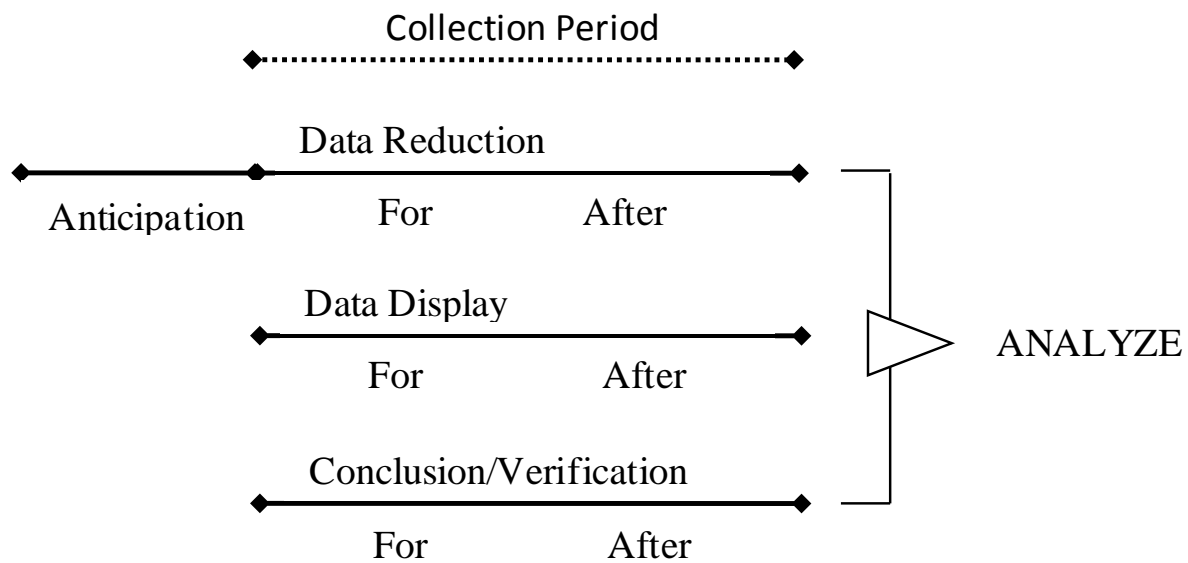 Collection Period
Data Reduction
Anticipation For After
Data Display
For After
ANALYZE
Conclusion/Verification
For After